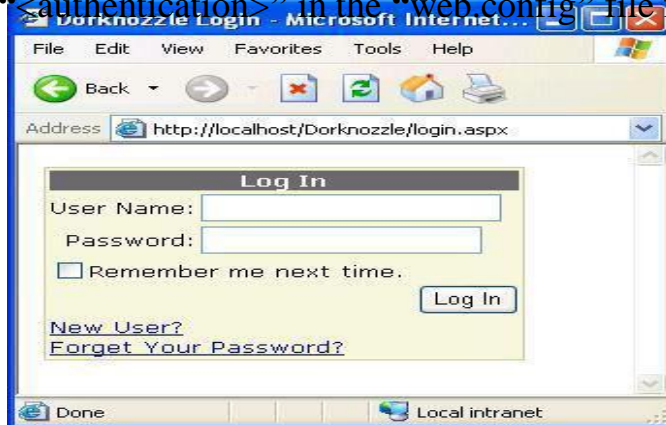 “<authentication>” in the “web.config” file
Dorknozzle Login - Microsoft Internet...
File Edit View Favorites Tools Help
Back
Address http://localhost/Dorknozzle/login.aspx
Log In
User Name:
Password:
Remember me next time.
Log In
New User?
Forget Your Password?
Done Local intranet